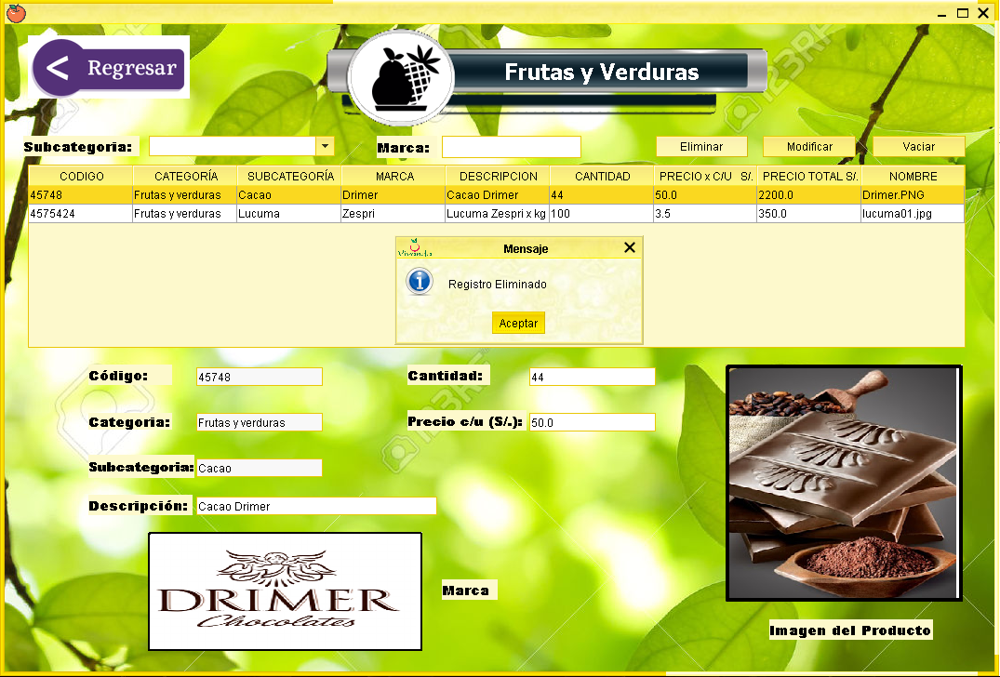 < Regresar
Frutas y Verduras
Subcategoria:
Marca:
Eliminar
Modificar
Vaciar
CODIGO CATEGORÍA SUBCATEGORÍA MARCA DESCRIPCION CANTIDAD PRECIO x C/U S/. PRECIO TOTAL S/. NOMBRE
45748 Frutas y verduras Cacao Drimer Cacao Drimer 44 50.0 2200.0 Drimer.PNG
4575424 Frutas y verduras Lucuma Zespri Lucuma Zespri x kg 100 3.5 350.0 lucuma01.jpg
Mensaje
Registro Eliminado
Aceptar
Código: 45748
Cantidad: 44
Categoria: Frutas y verduras
Precio c/u (S/.): 50.0
Subcategoria: Cacao
Descripción: Cacao Drimer
DRIMER
Chocolates
Marca
Imagen del Producto